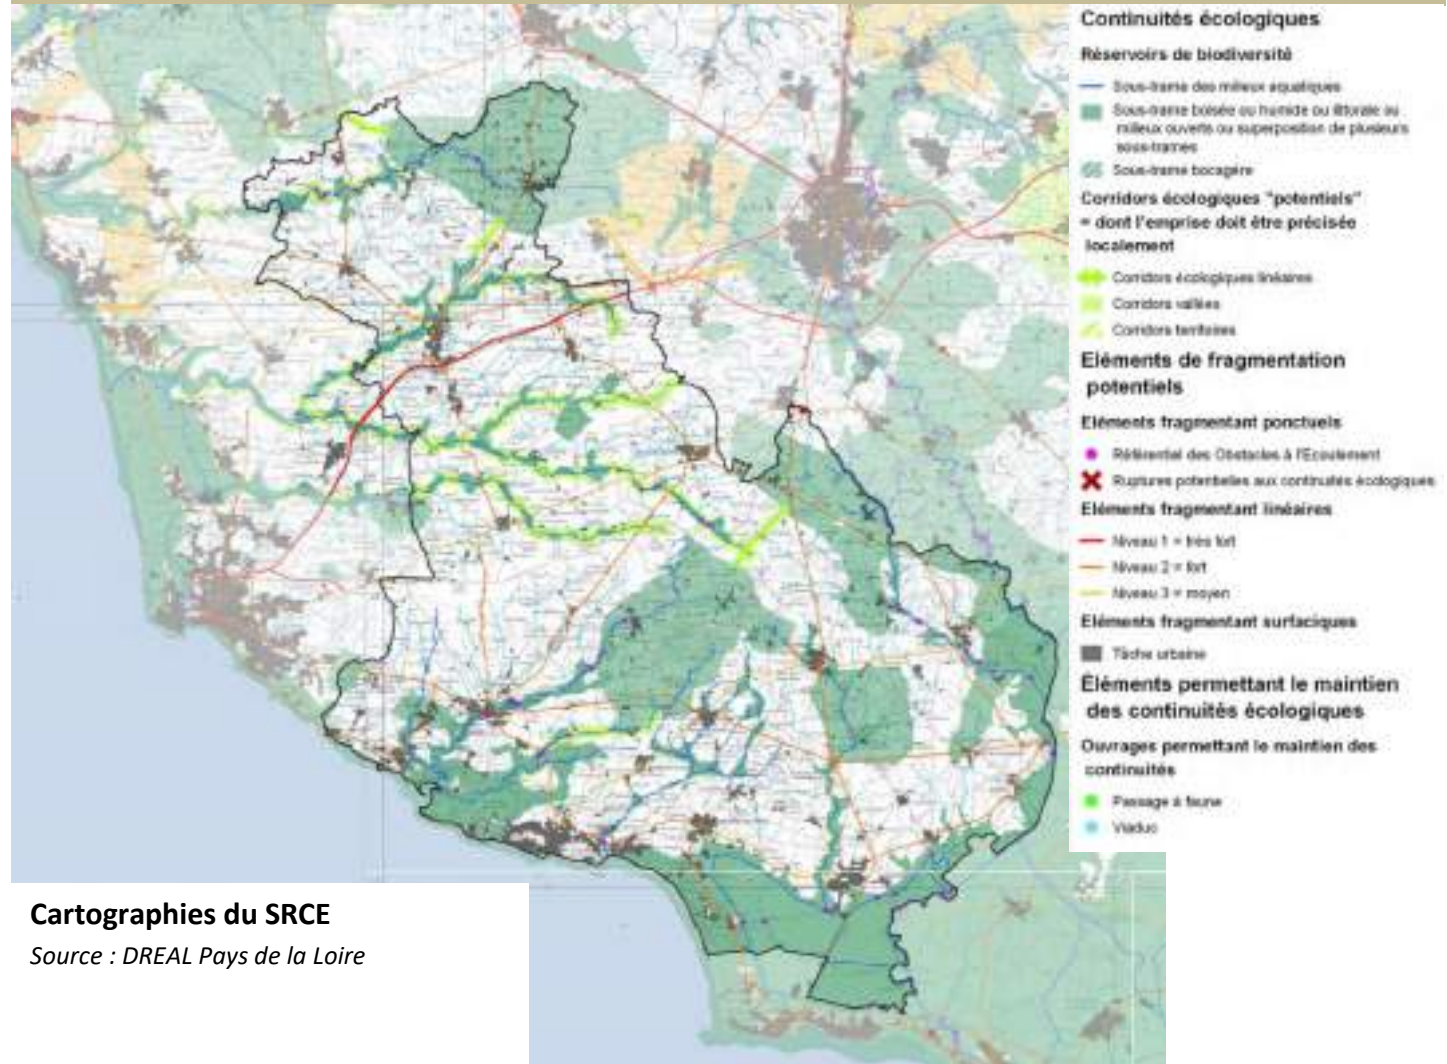 Continuités écologiques
Réservoirs de biodiversité
Sous-trame des milieux aquatiques
Sous-trame boisée ou humide ou littorale ou
milieux ouverts ou superposition de plusieurs
sous-trames
Sous-trame bocagère
Corridors écologiques "potentiels"
= dont l'emprise doit être précisée
localement
Corridors écologiques linéaires
Corridors vallées
Corridors territoires
Eléments de fragmentation
potentiels
Eléments fragmentant ponctuels
Référentiel des Obstacles à l'Ecoulement
Ruptures potentielles aux continuités écologiques
Eléments fragmentant linéaires
Niveau 1 = très fort
Niveau 2 = fort
Niveau 3 = moyen
Eléments fragmentant surfaciques
Tâche urbaine
Éléments permettant le maintien
des continuités écologiques
Ouvrages permettant le maintien des
continuités
Passage à faune
Viaduc
Cartographies du SRCE
Source : DREAL Pays de la Loire